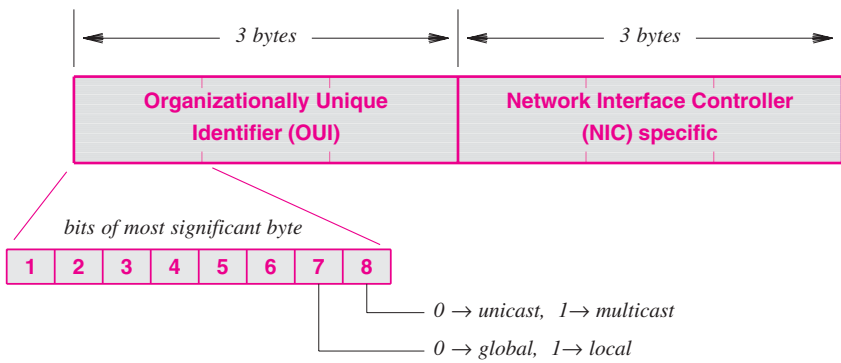 3 bytes 3 bytes
Organizationally Unique Identifier (OUI)
Network Interface Controller (NIC) specific
bits of most significant byte
1 2 3 4 5 6 7 8
0 → unicast, 1→ multicast
0 → global, 1→ local